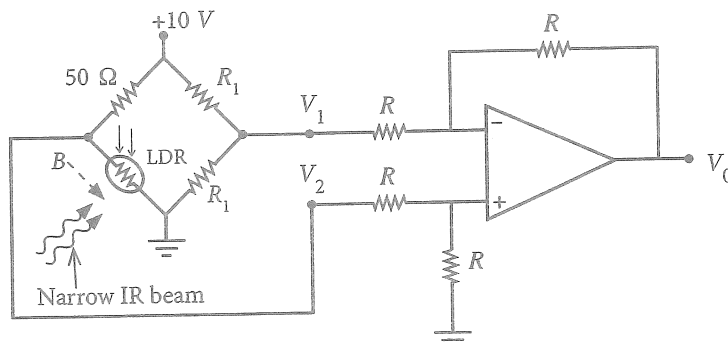 +10 V
R
50 Ω
R₁
V₁
R
−
B
LDR
V₂
R
R₁
+
R
Narrow IR beam